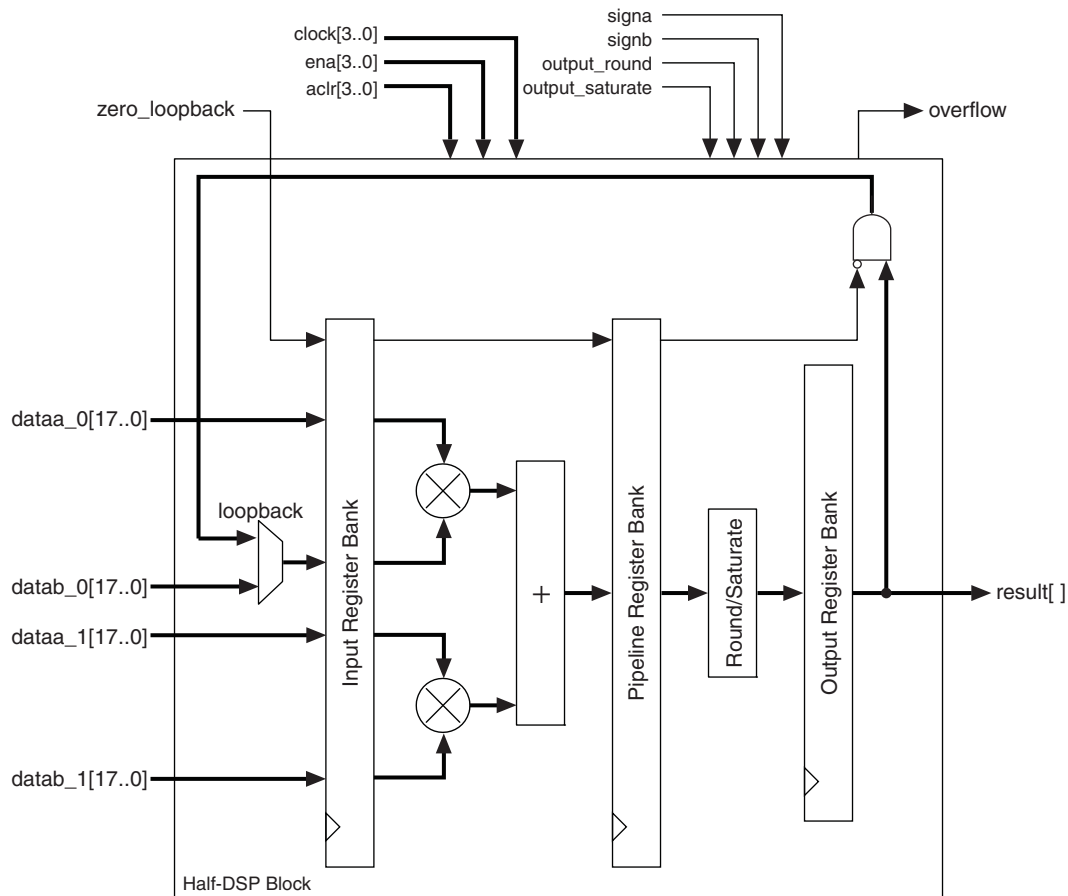 signa
signb
output_round
output_saturate
clock[3..0]
ena[3..0]
aclr[3..0]
zero_loopback
overflow
dataa_0[17..0]
loopback
datab_0[17..0]
dataa_1[17..0]
datab_1[17..0]
Input Register Bank
+
Pipeline Register Bank
Round/Saturate
Output Register Bank
result[ ]
Half-DSP Block